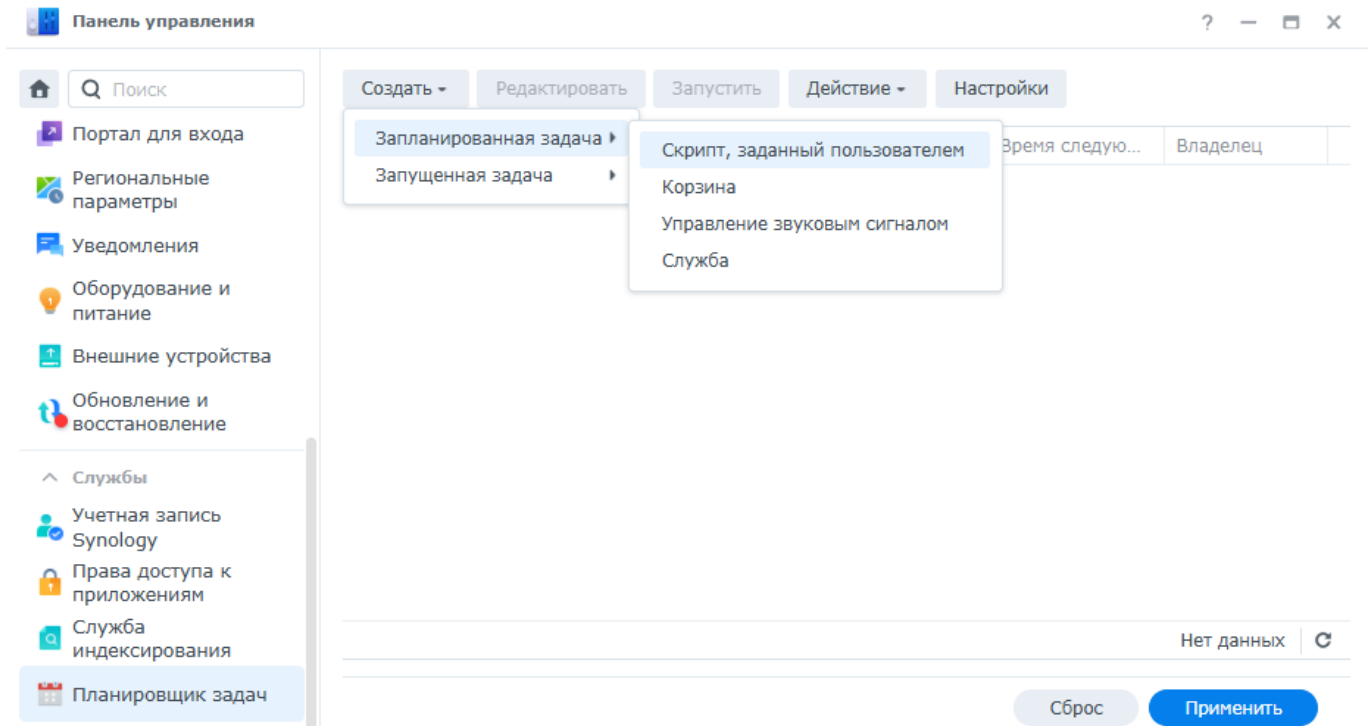 Панель управления
?
Поиск
Создать
Редактировать
Запустить
Действие
Настройки
Портал для входа
Региональные
параметры
Уведомления
Оборудование и
питание
Внешние устройства
Обновление и
восстановление
Службы
Учетная запись
Synology
Права доступа к
приложениям
Служба
индексирования
Планировщик задач
Запланированная задача
Запущенная задача
Скрипт, заданный пользователем
Корзина
Управление звуковым сигналом
Служба
Время следую...
Владелец
Нет данных
Сброс
Применить